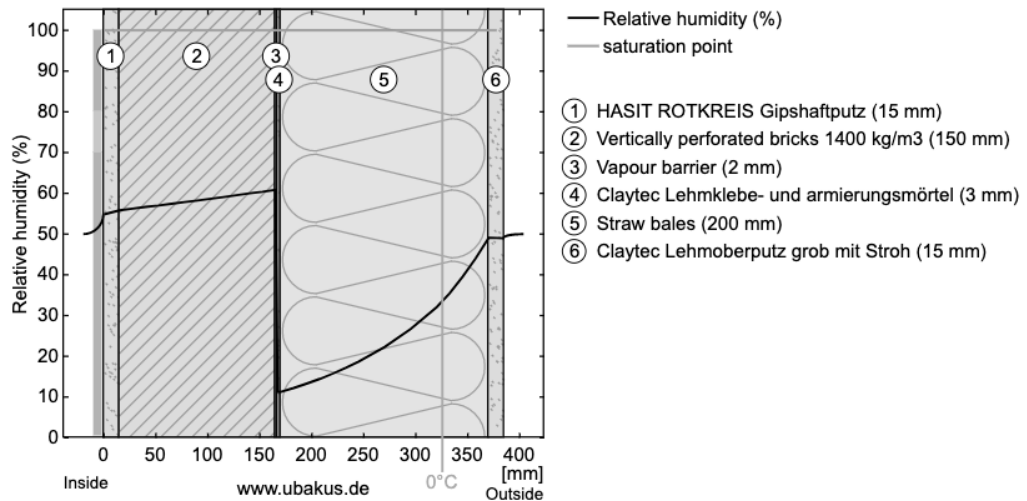 Relative humidity (%)
100
90
80
70
60
50
40
30
20
10
0
1
2
3
4
5
6
0
50
100
150
200
250
300
350
400
[mm]
Inside
www.ubakus.de
0°C
Outside
Relative humidity (%)
saturation point
1 HASIT ROTKREIS Gipshaftputz (15 mm)
2 Vertically perforated bricks 1400 kg/m3 (150 mm)
3 Vapour barrier (2 mm)
4 Claytec Lehmklebe- und armierungsmörtel (3 mm)
5 Straw bales (200 mm)
6 Claytec Lehmoberputz grob mit Stroh (15 mm)